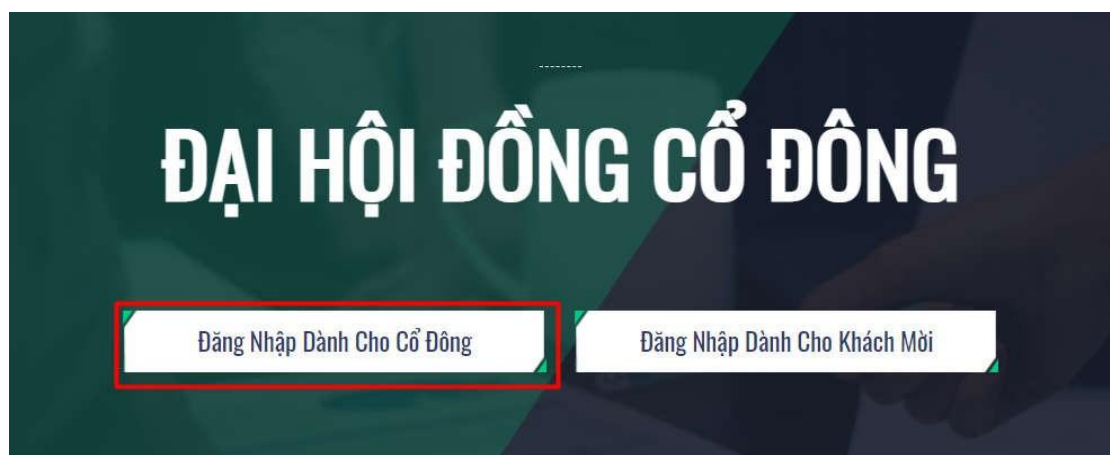 --------
ĐẠI HỘI ĐỒNG CỔ ĐÔNG
Đăng Nhập Dành Cho Cổ Đông
Đăng Nhập Dành Cho Khách Mời